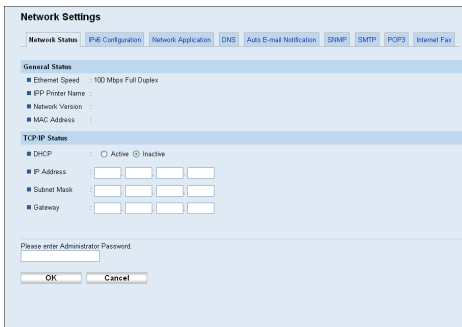 Network Settings
Network Status IPv6 Configuration Network Application DNS Auto E-mail Notification SNMP SMTP POP3 Internet Fax
General Status
Ethernet Speed : 100 Mbps Full Duplex
IPP Printer Name :
Network Version :
MAC Address :
TCP/IP Status
DHCP : Active Inactive
IP Address : . . .
Subnet Mask : . . .
Gateway : . . .
Please enter Administrator Password.
OK Cancel